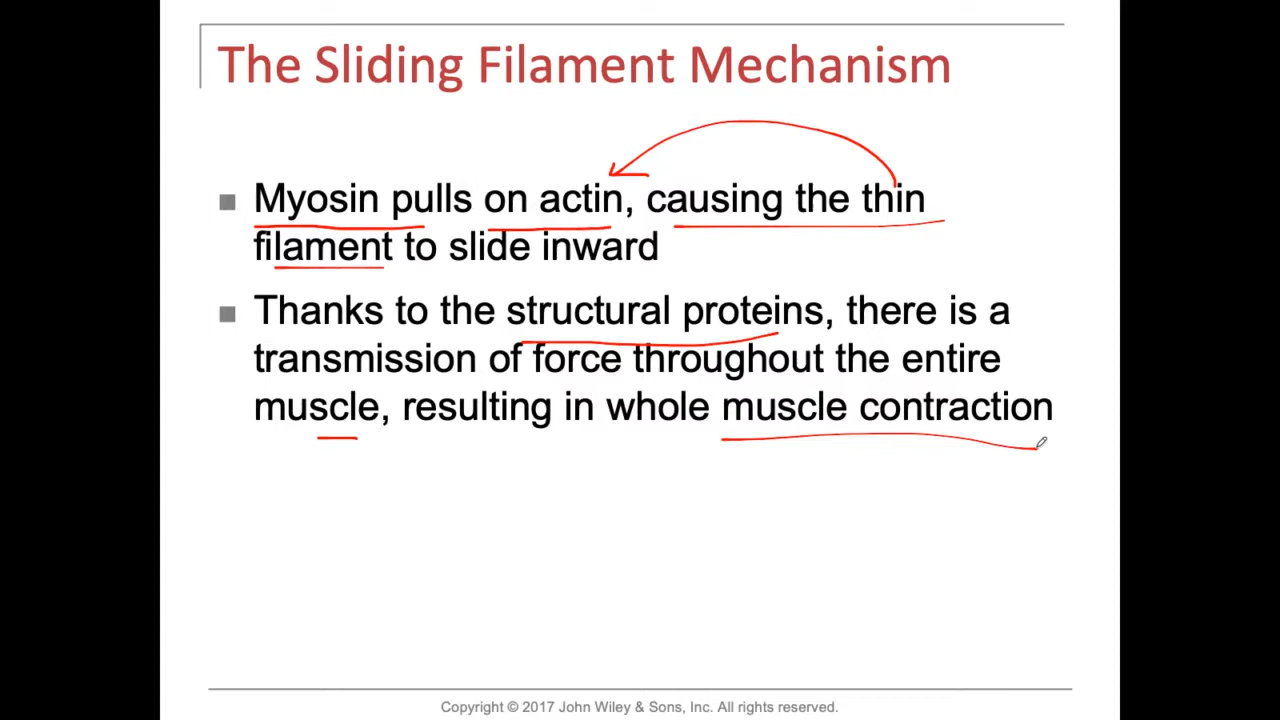 The Sliding Filament Mechanism
Myosin pulls on actin, causing the thin
filament to slide inward
Thanks to the structural proteins, there is a
transmission of force throughout the entire
muscle, resulting in whole muscle contraction
Copyright © 2017 John Wiley & Sons, Inc. All rights reserved.